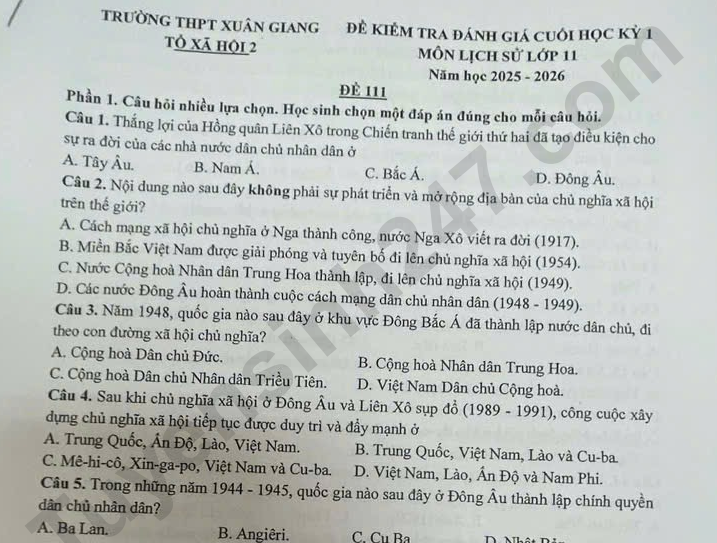 TRƯỜNG THPT XUÂN GIANG
TỔ XÃ HỘI 2
ĐỀ KIỂM TRA ĐÁNH GIÁ CUỐI HỌC KỲ 1
MÔN LỊCH SỬ LỚP 11
Năm học 2025 - 2026
ĐỀ 111
Phần 1. Câu hỏi nhiều lựa chọn. Học sinh chọn một đáp án đúng cho mỗi câu hỏi.
Câu 1. Thắng lợi của Hồng quân Liên Xô trong Chiến tranh thế giới thứ hai đã tạo điều kiện cho
sự ra đời của các nhà nước dân chủ nhân dân ở
A. Tây Âu. B. Nam Á. C. Bắc Á. D. Đông Âu.
Câu 2. Nội dung nào sau đây không phải sự phát triển và mở rộng địa bàn của chủ nghĩa xã hội
trên thế giới?
A. Cách mạng xã hội chủ nghĩa ở Nga thành công, nước Nga Xô viết ra đời (1917).
B. Miền Bắc Việt Nam được giải phóng và tuyên bố đi lên chủ nghĩa xã hội (1954).
C. Nước Cộng hoà Nhân dân Trung Hoa thành lập, đi lên chủ nghĩa xã hội (1949).
D. Các nước Đông Âu hoàn thành cuộc cách mạng dân chủ nhân dân (1948 - 1949).
Câu 3. Năm 1948, quốc gia nào sau đây ở khu vực Đông Bắc Á đã thành lập nước dân chủ, đi
theo con đường xã hội chủ nghĩa?
A. Cộng hoà Dân chủ Đức. B. Cộng hoà Nhân dân Trung Hoa.
C. Cộng hoà Dân chủ Nhân dân Triều Tiên. D. Việt Nam Dân chủ Cộng hoà.
Câu 4. Sau khi chủ nghĩa xã hội ở Đông Âu và Liên Xô sụp đổ (1989 - 1991), công cuộc xây
dựng chủ nghĩa xã hội tiếp tục được duy trì và đẩy mạnh ở
A. Trung Quốc, Ấn Độ, Lào, Việt Nam. B. Trung Quốc, Việt Nam, Lào và Cu-ba.
C. Mê-hi-cô, Xin-ga-po, Việt Nam và Cu-ba. D. Việt Nam, Lào, Ấn Độ và Nam Phi.
Câu 5. Trong những năm 1944 - 1945, quốc gia nào sau đây ở Đông Âu thành lập chính quyền
dân chủ nhân dân?
A. Ba Lan. B. Angiêri. C. Cu Ba
Tuyensinh247.com